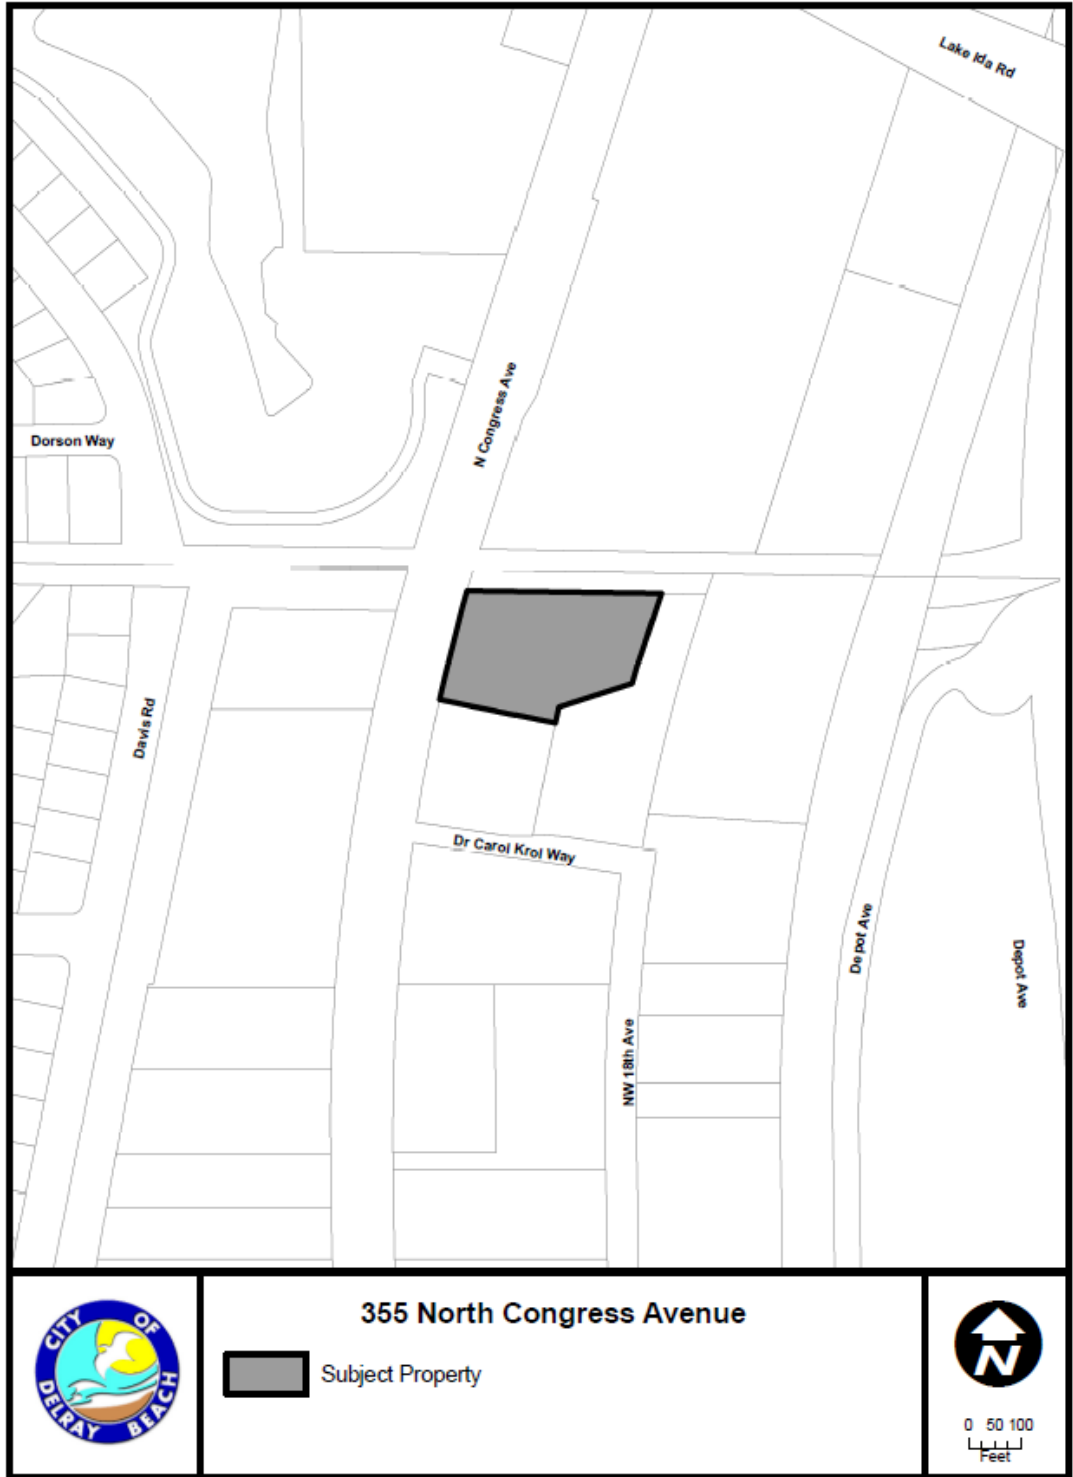 Lake Ida Rd
N Congress Ave
Dorson Way
Davis Rd
Dr Carol Krol Way
Depot Ave
Depot Ave
NW 18th Ave
355 North Congress Avenue
Subject Property
CITY OF
DELRAY BEACH
N
0 50 100
Feet